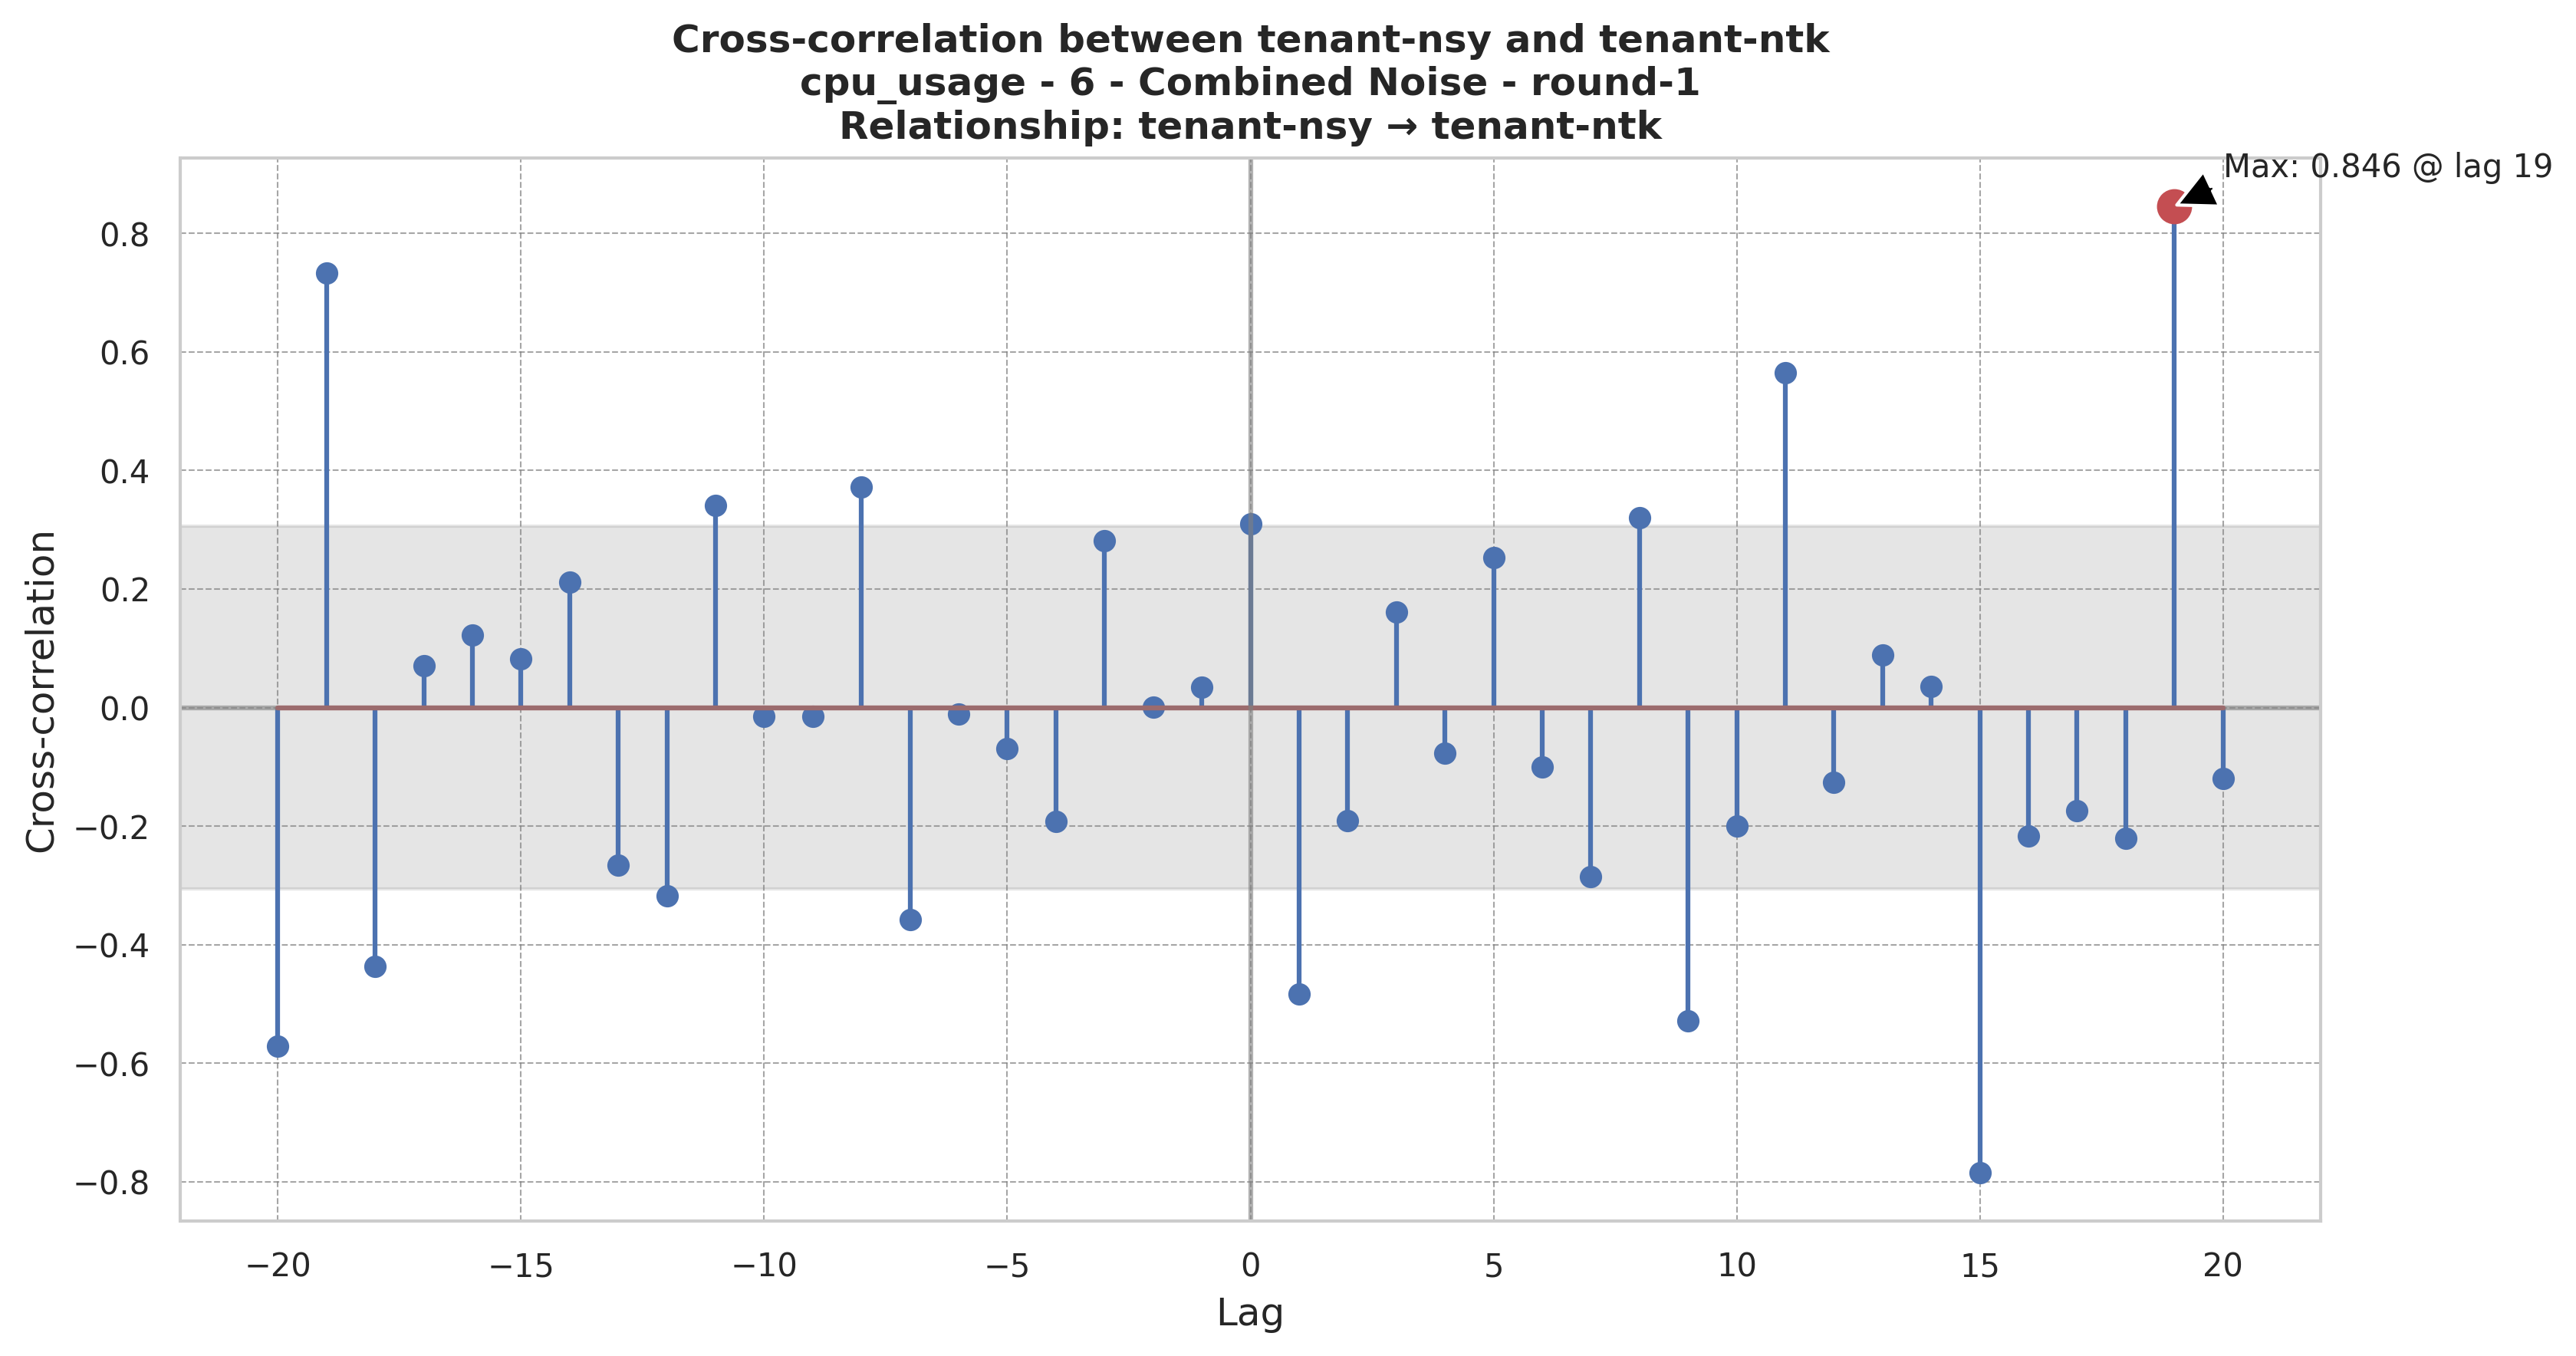 Cross-correlation between tenant-nsy and tenant-ntk
cpu_usage - 6 - Combined Noise - round-1
Relationship: tenant-nsy → tenant-ntk
Max: 0.846 @ lag 19
0.8
0.6
0.4
0.2
0.0
−0.2
−0.4
−0.6
−0.8
Cross-correlation
−20 −15 −10 −5 0 5 10 15 20
Lag